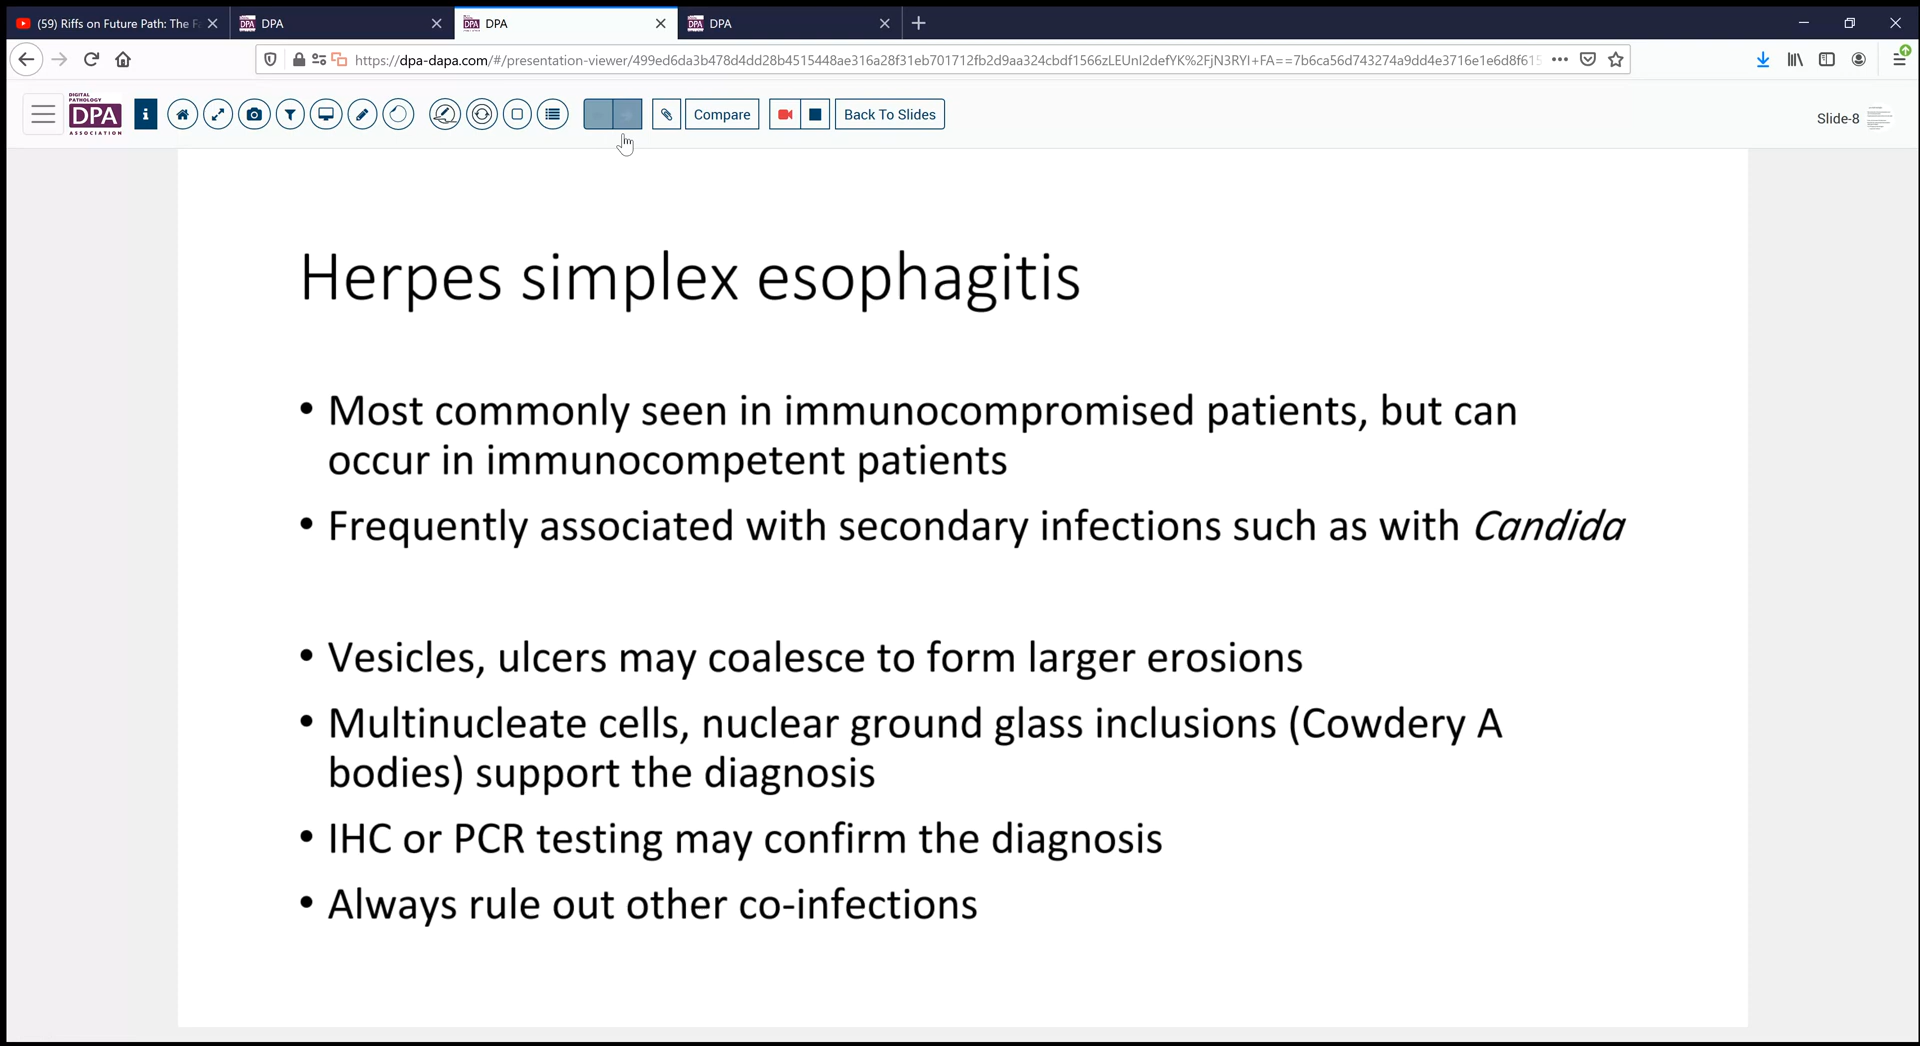 (59) Riffs on Future Path: The F
DPA
DPA
DPA
https://dpa-dapa.com/#/presentation-viewer/499ed6da3b478d4dd28b4515448ae316a28f31eb701712fb2d9aa324cbdf1566zLEUnI2defYK%2FjN3RYI+FA==7b6ca56d743274a9dd4e3716e1e6d8f615
DIGITAL
PATHOLOGY
DPA
ASSOCIATION
Compare
Back To Slides
Slide-8
Herpes simplex esophagitis
• Most commonly seen in immunocompromised patients, but can
occur in immunocompetent patients
• Frequently associated with secondary infections such as with Candida
• Vesicles, ulcers may coalesce to form larger erosions
• Multinucleate cells, nuclear ground glass inclusions (Cowdery A
bodies) support the diagnosis
• IHC or PCR testing may confirm the diagnosis
• Always rule out other co-infections